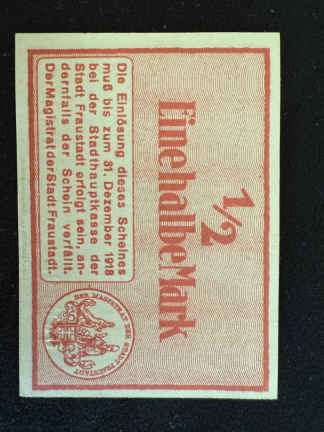 1/2
Eine halbe Mark
Die Einlösung dieses Scheines
muß bis zum 31. Dezember 1918
bei der Stadthauptkasse der
Stadt Fraustadt erfolgt sein, an-
dernfalls der Schein verfällt.
Der Magistrat der Stadt Fraustadt.